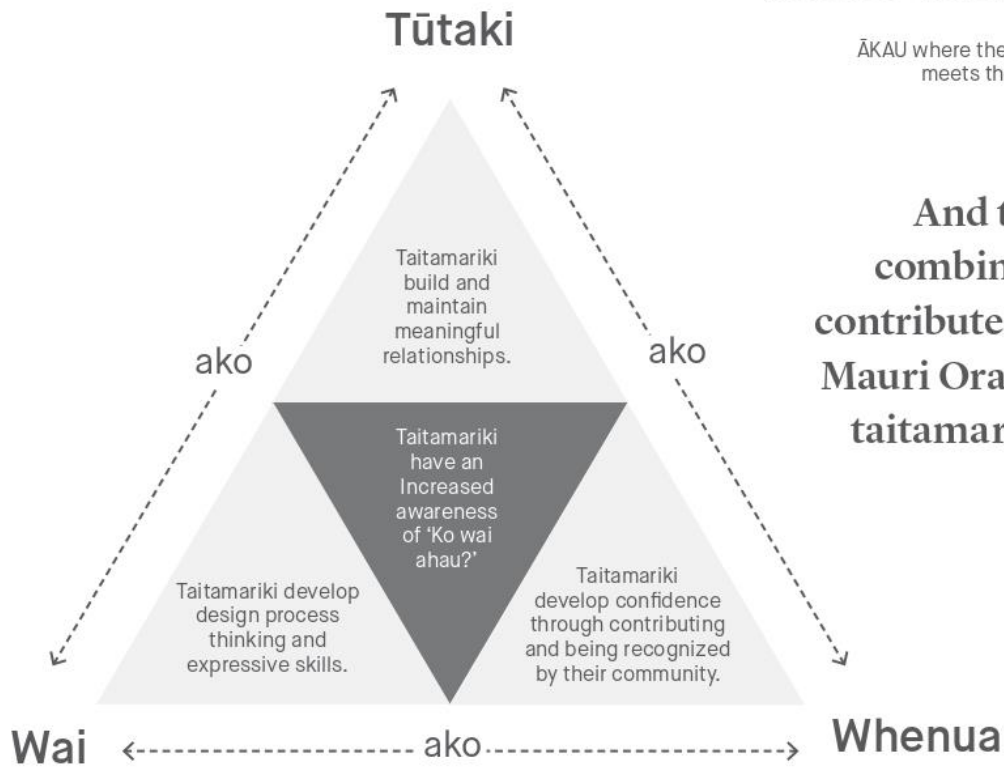 Tūtaki
ĀKAU where the
meets th
And t
combin
contribute
Mauri Ora
taitamar
Taitamariki
build and
maintain
meaningful
relationships.
ako
ako
Taitamariki
have an
Increased
awareness
of ‘Ko wai
ahau?’
Taitamariki develop
design process
thinking and
expressive skills.
Taitamariki
develop confidence
through contributing
and being recognized
by their community.
Wai
ako
Whenua